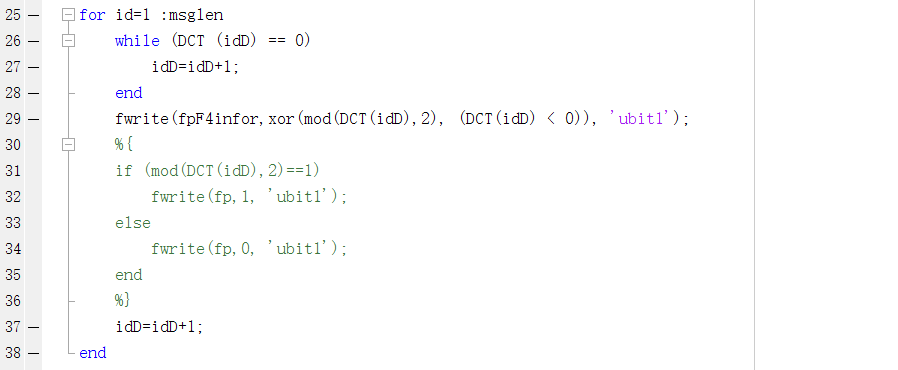 25 — for id=1 :msglen
26 —     while (DCT (idD) == 0)
27 —         idD=idD+1;
28 —     end
29 —     fwrite(fpF4infor,xor(mod(DCT(idD),2), (DCT(idD) < 0)), 'ubit1');
30     %{
31     if (mod(DCT(idD),2)==1)
32         fwrite(fp,1, 'ubit1');
33     else
34         fwrite(fp,0, 'ubit1');
35     end
36     %}
37 —     idD=idD+1;
38 — end